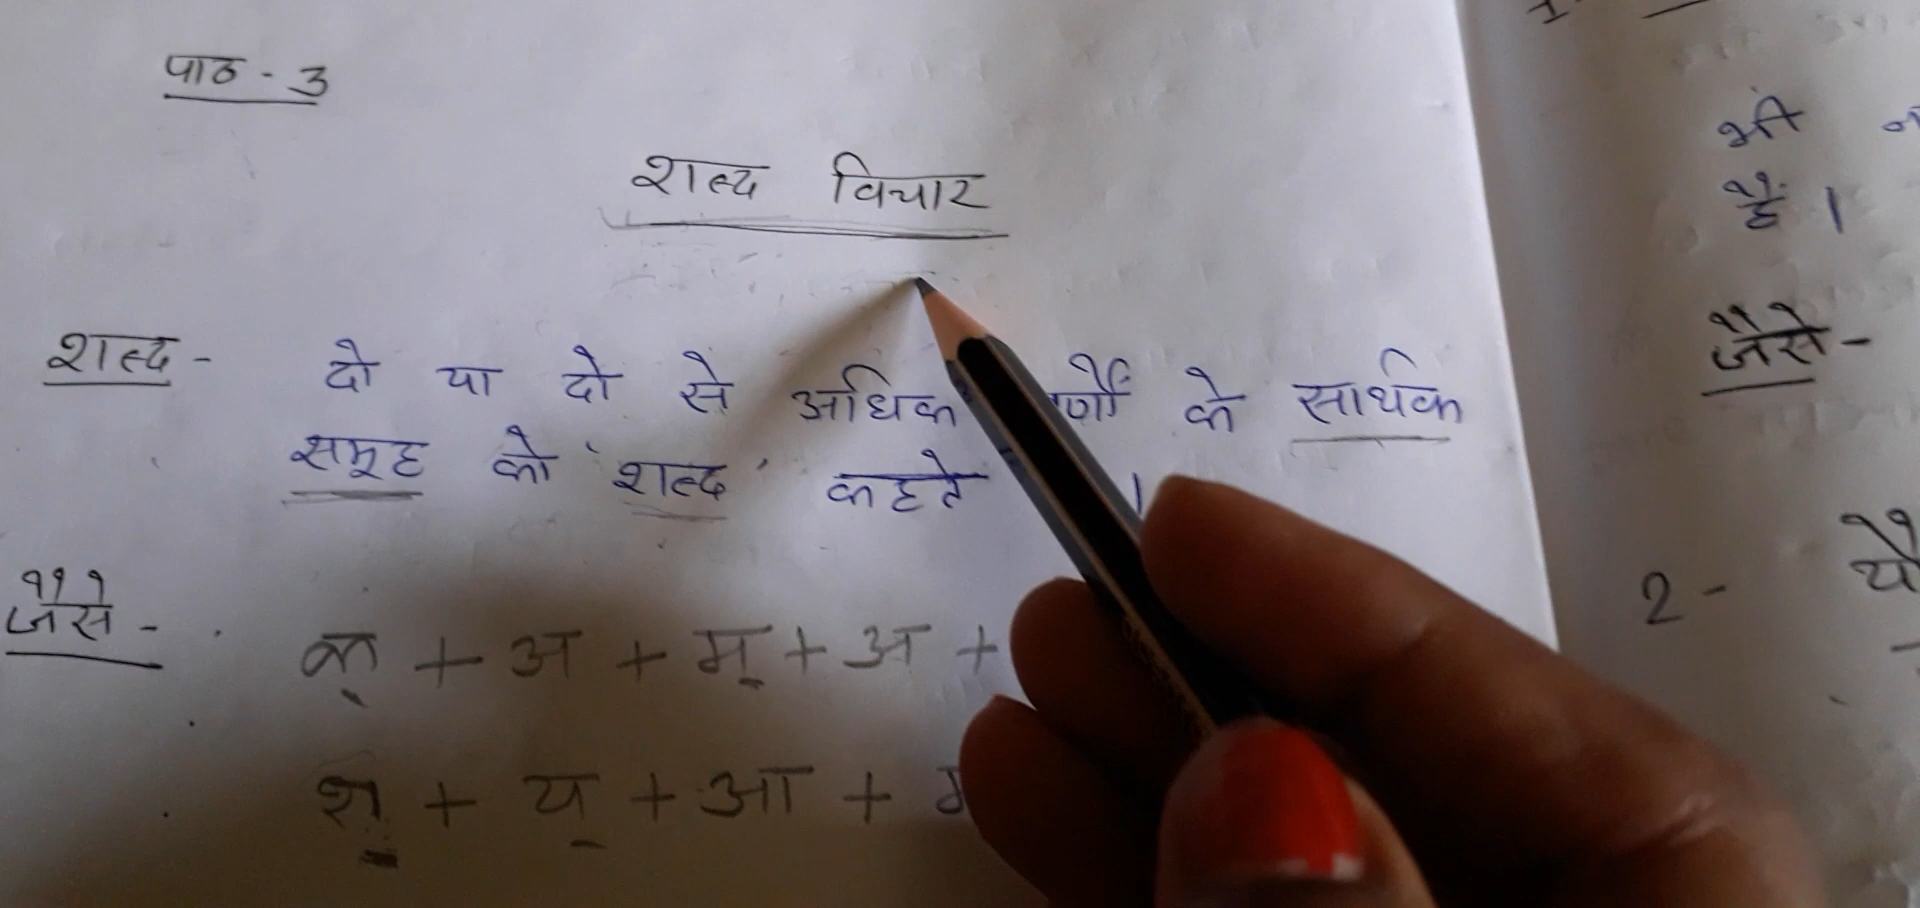 पाठ - 3
शब्द विचार
शब्द - दो या दो से अधिक र्णों के सार्थक
समूह को 'शब्द' कहते ।
जैसे - क् + अ + म् + अ +
श् + य् + आ +
भी
हैं ।
जैसे -
2 -